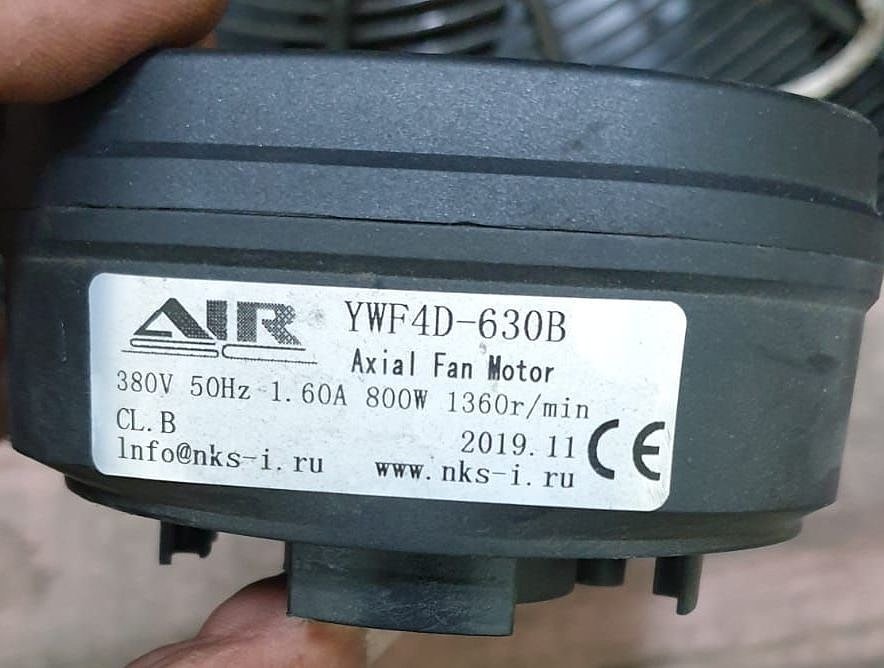 AIR YWF4D-630B
Axial Fan Motor
380V 50Hz 1.60A 800W 1360r/min
CL.B 2019.11 CE
lnfo@nks-i.ru www.nks-i.ru